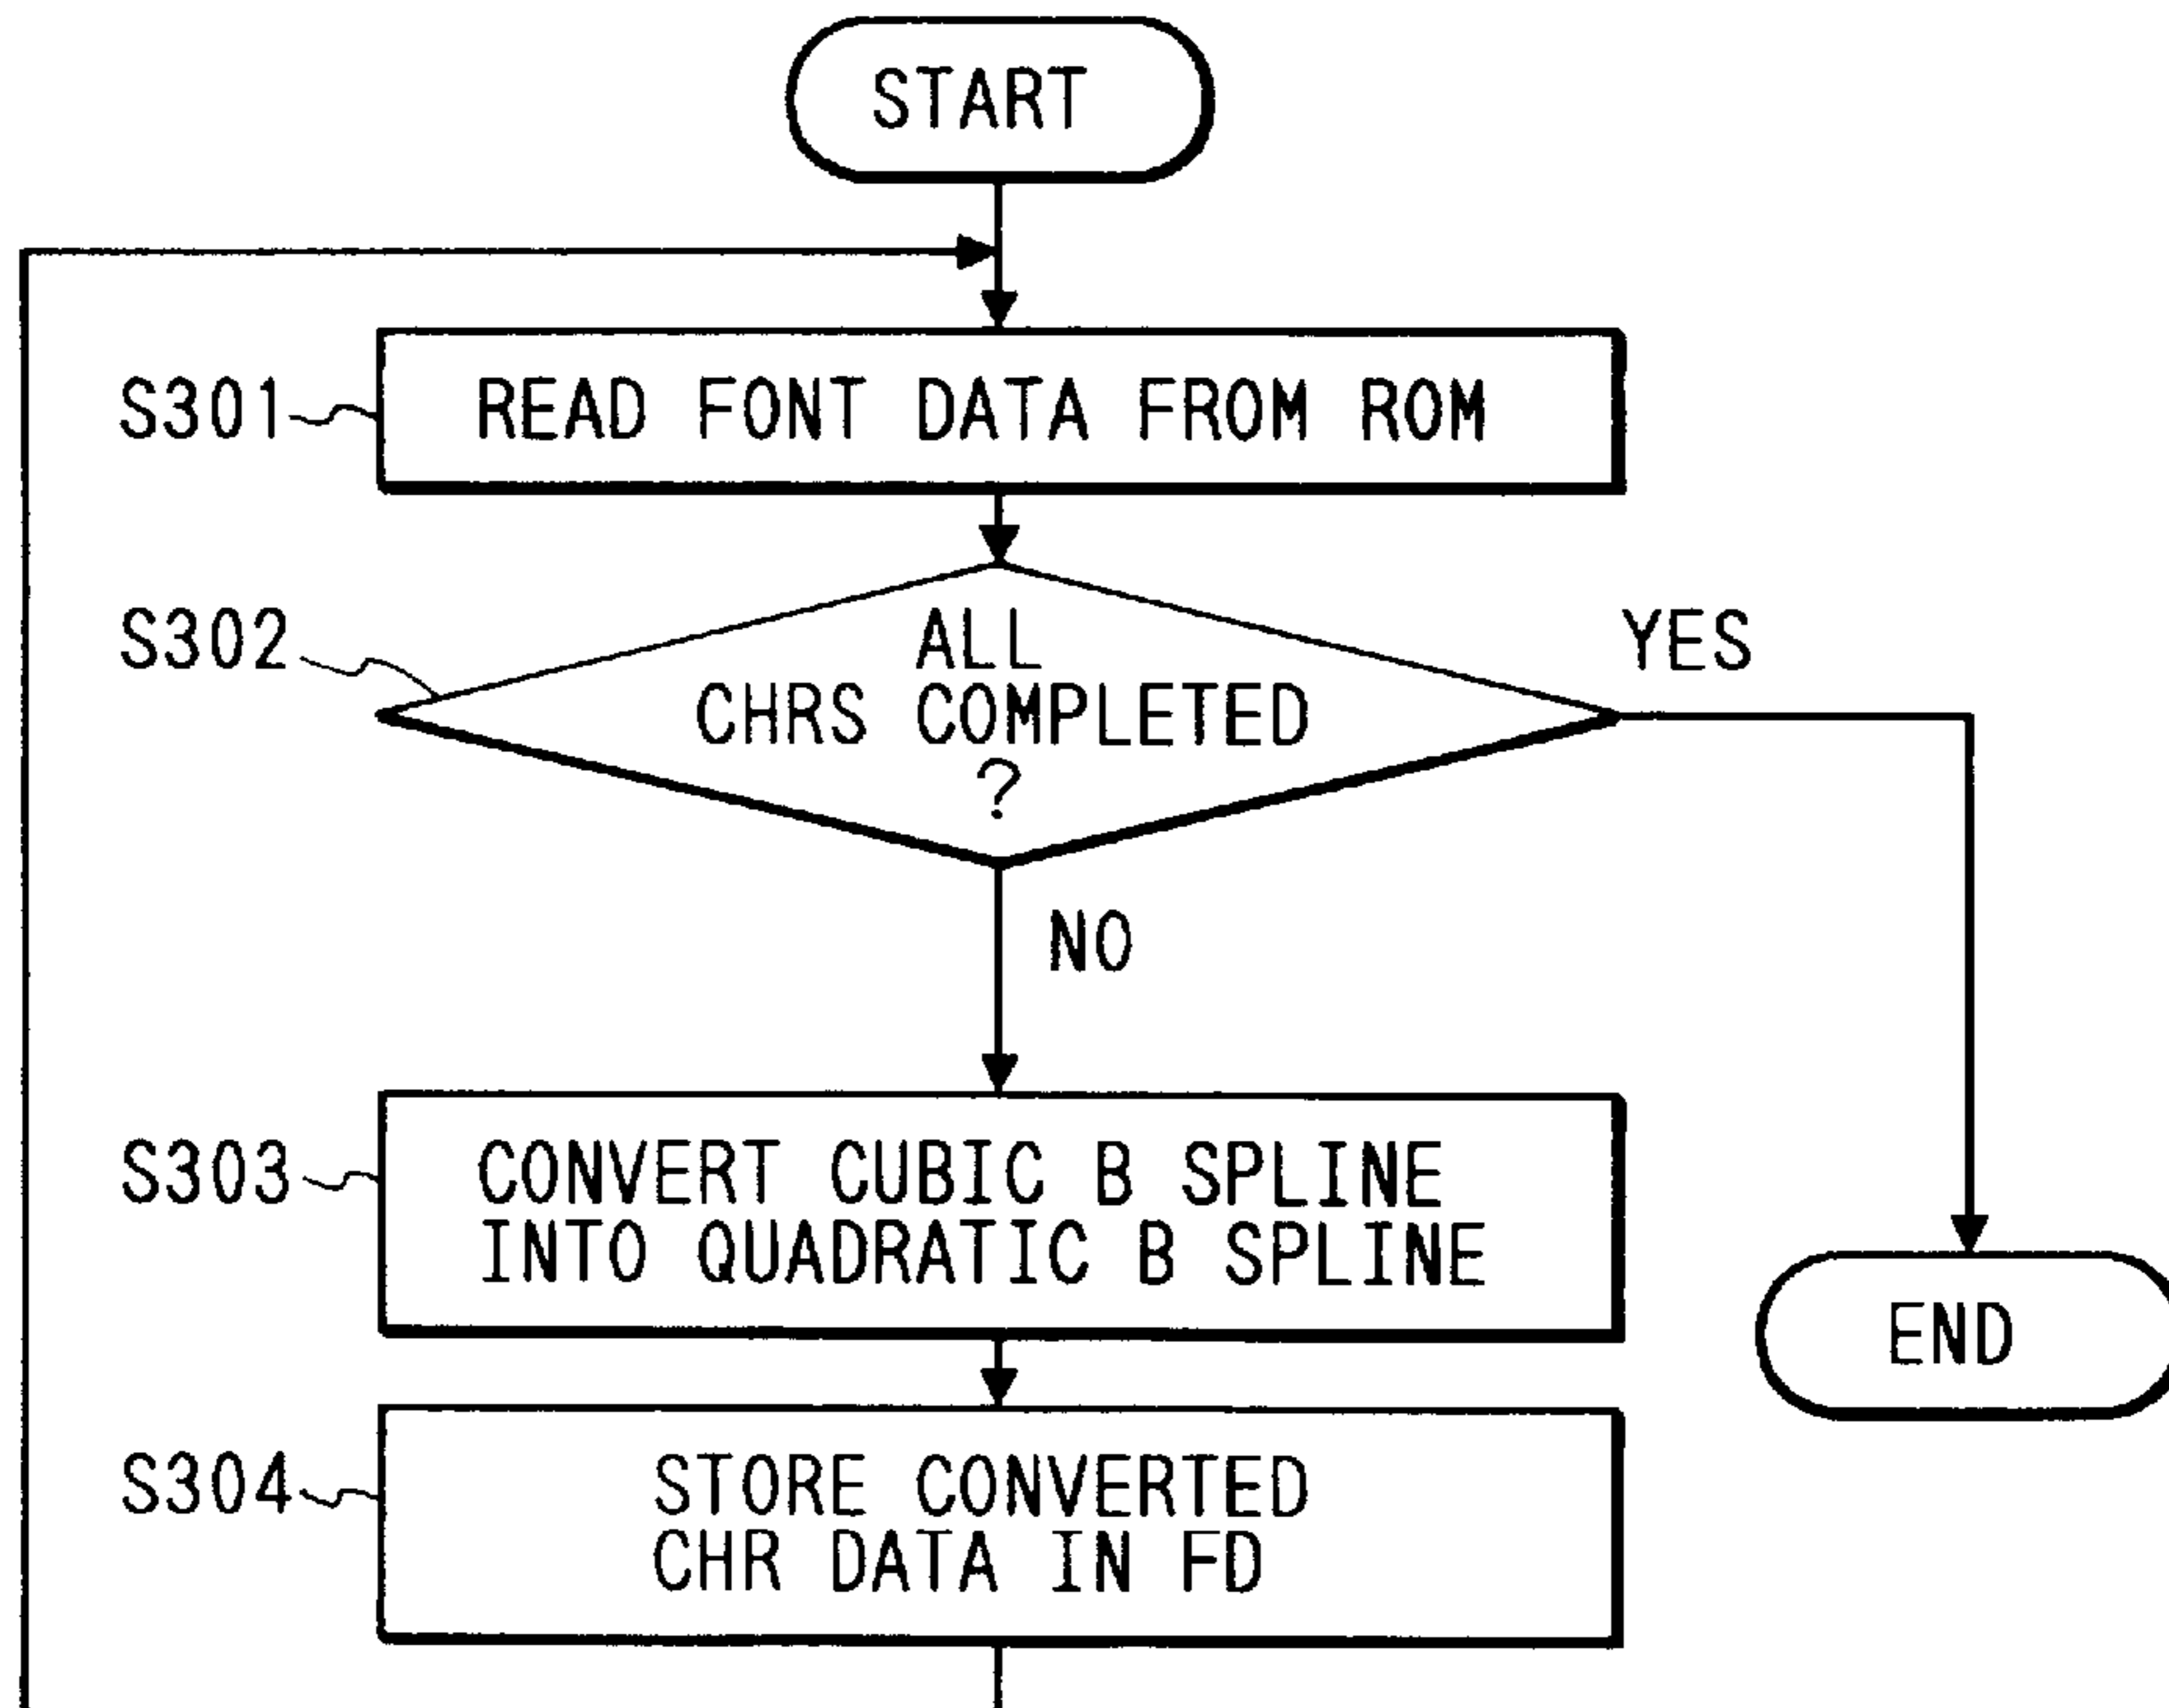 START
S301
READ FONT DATA FROM ROM
S302
ALL
CHRS COMPLETED
?
YES
NO
S303
CONVERT CUBIC B SPLINE
INTO QUADRATIC B SPLINE
END
S304
STORE CONVERTED
CHR DATA IN FD